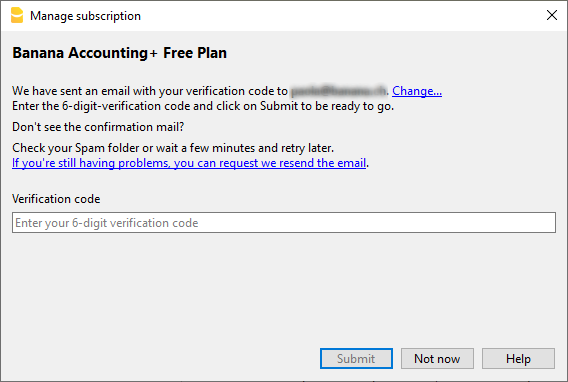 Manage subscription
Banana Accounting+ Free Plan
We have sent an email with your verification code to Change...
Enter the 6-digit-verification code and click on Submit to be ready to go.
Don't see the confirmation mail?
Check your Spam folder or wait a few minutes and retry later.
If you're still having problems, you can request we resend the email.
Verification code
Enter your 6-digit verification code
Submit
Not now
Help